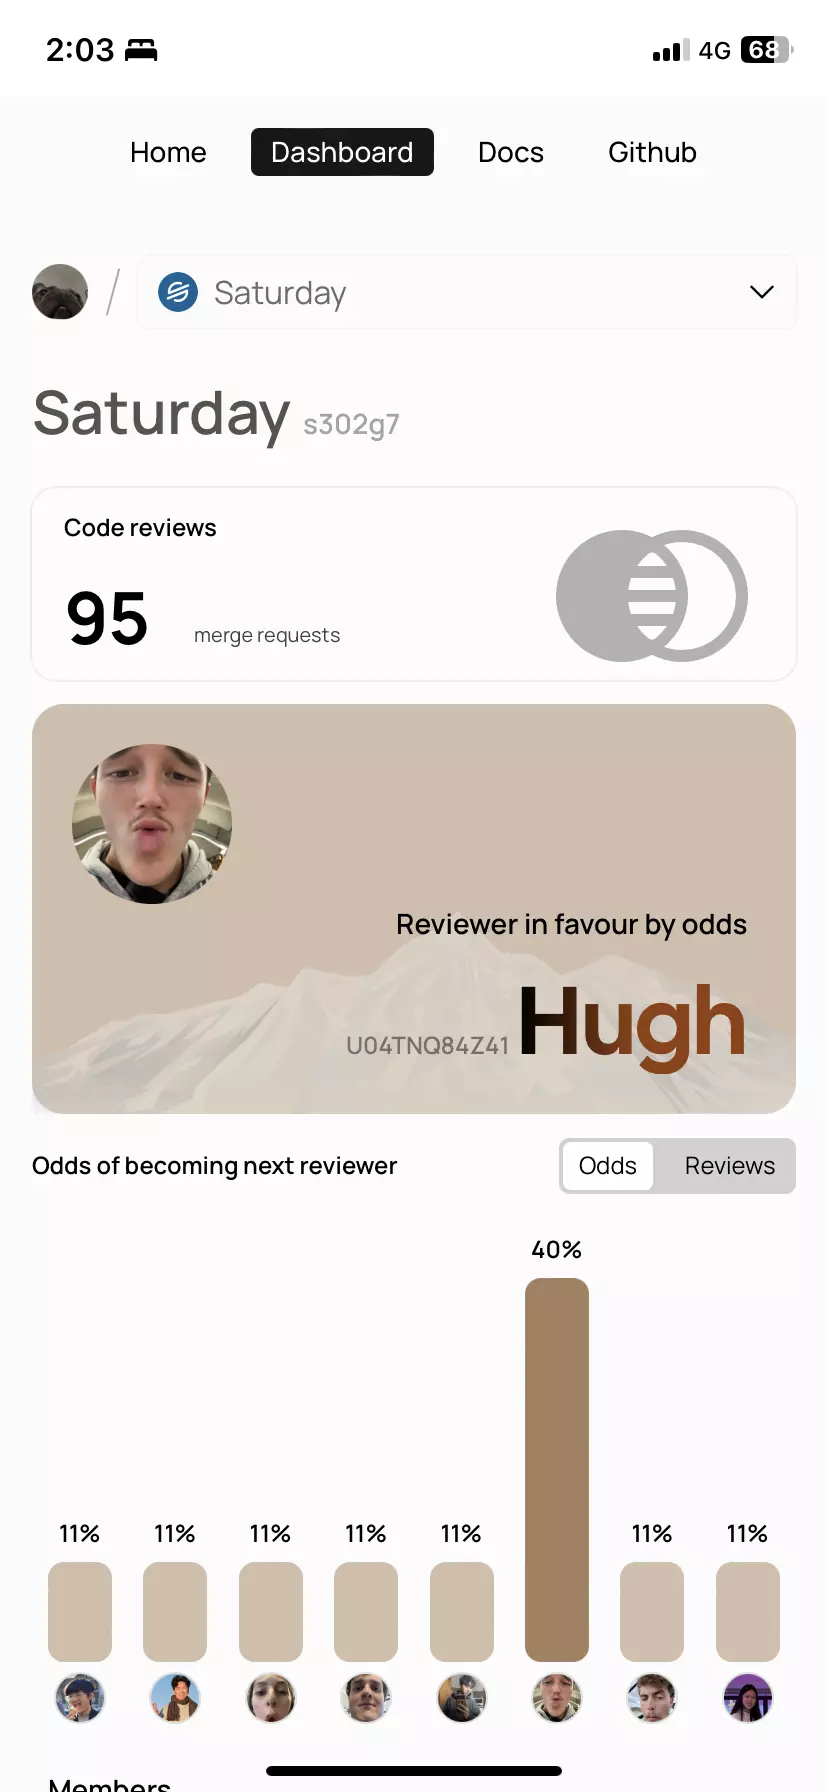 2:03 4G 68
Home Dashboard Docs Github
Saturday
Saturday s302g7
Code reviews
95 merge requests
Reviewer in favour by odds
U04TNQ84Z41 Hugh
Odds of becoming next reviewer Odds Reviews
40%
11% 11% 11% 11% 11% 11% 11%
Members